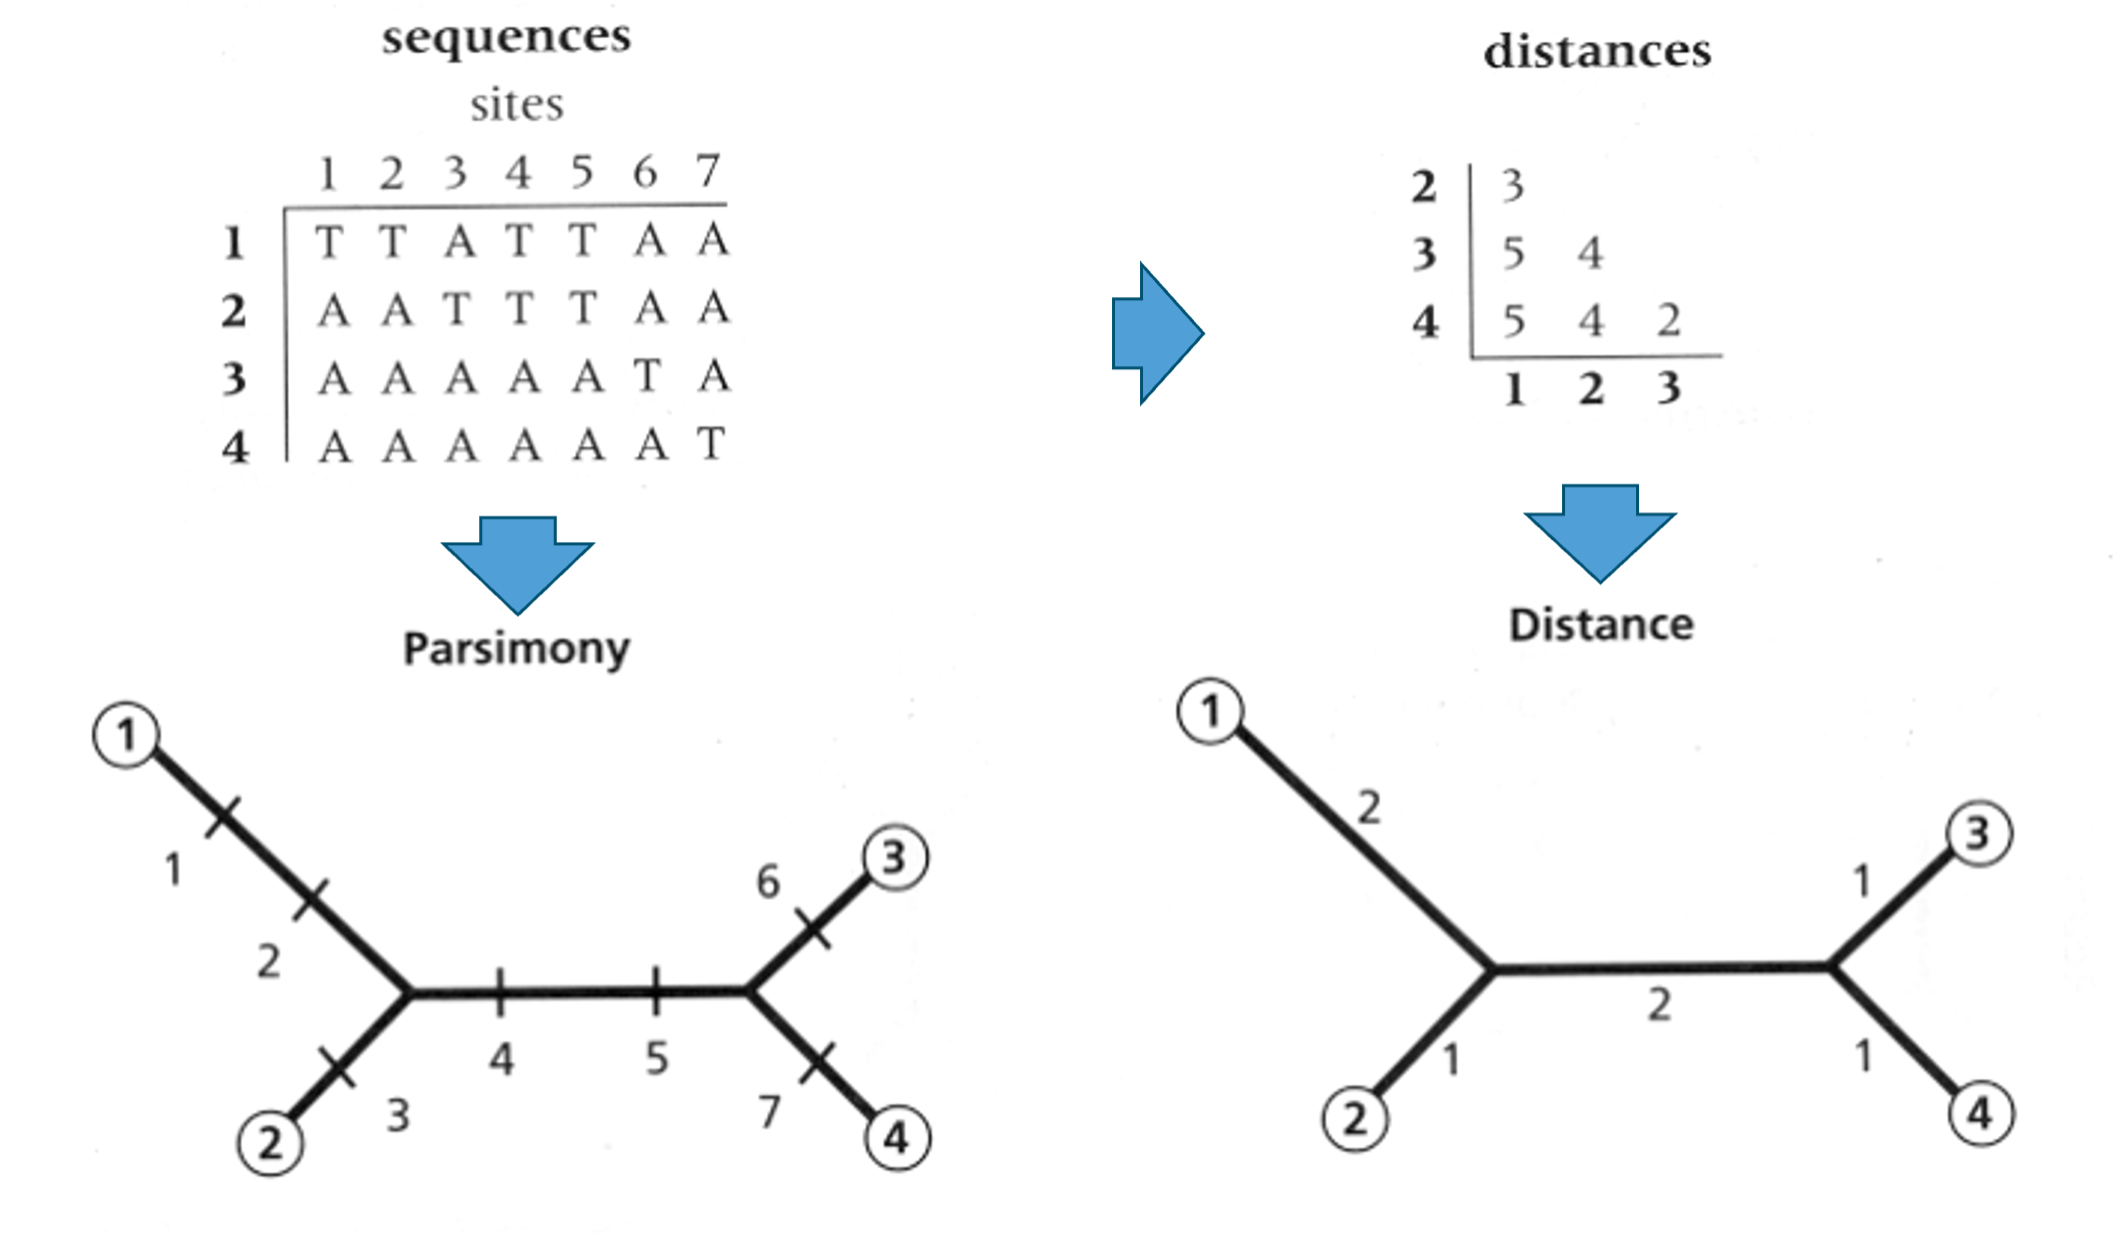 sequences
sites
1 2 3 4 5 6 7
1 T T A T T A A
2 A A T T T A A
3 A A A A A T A
4 A A A A A A T
distances
2 3
3 5 4
4 5 4 2
1 2 3
Parsimony
1
1
2
2
3
4
5
6
3
7
4
Distance
1
2
2
1
2
1
3
1
4